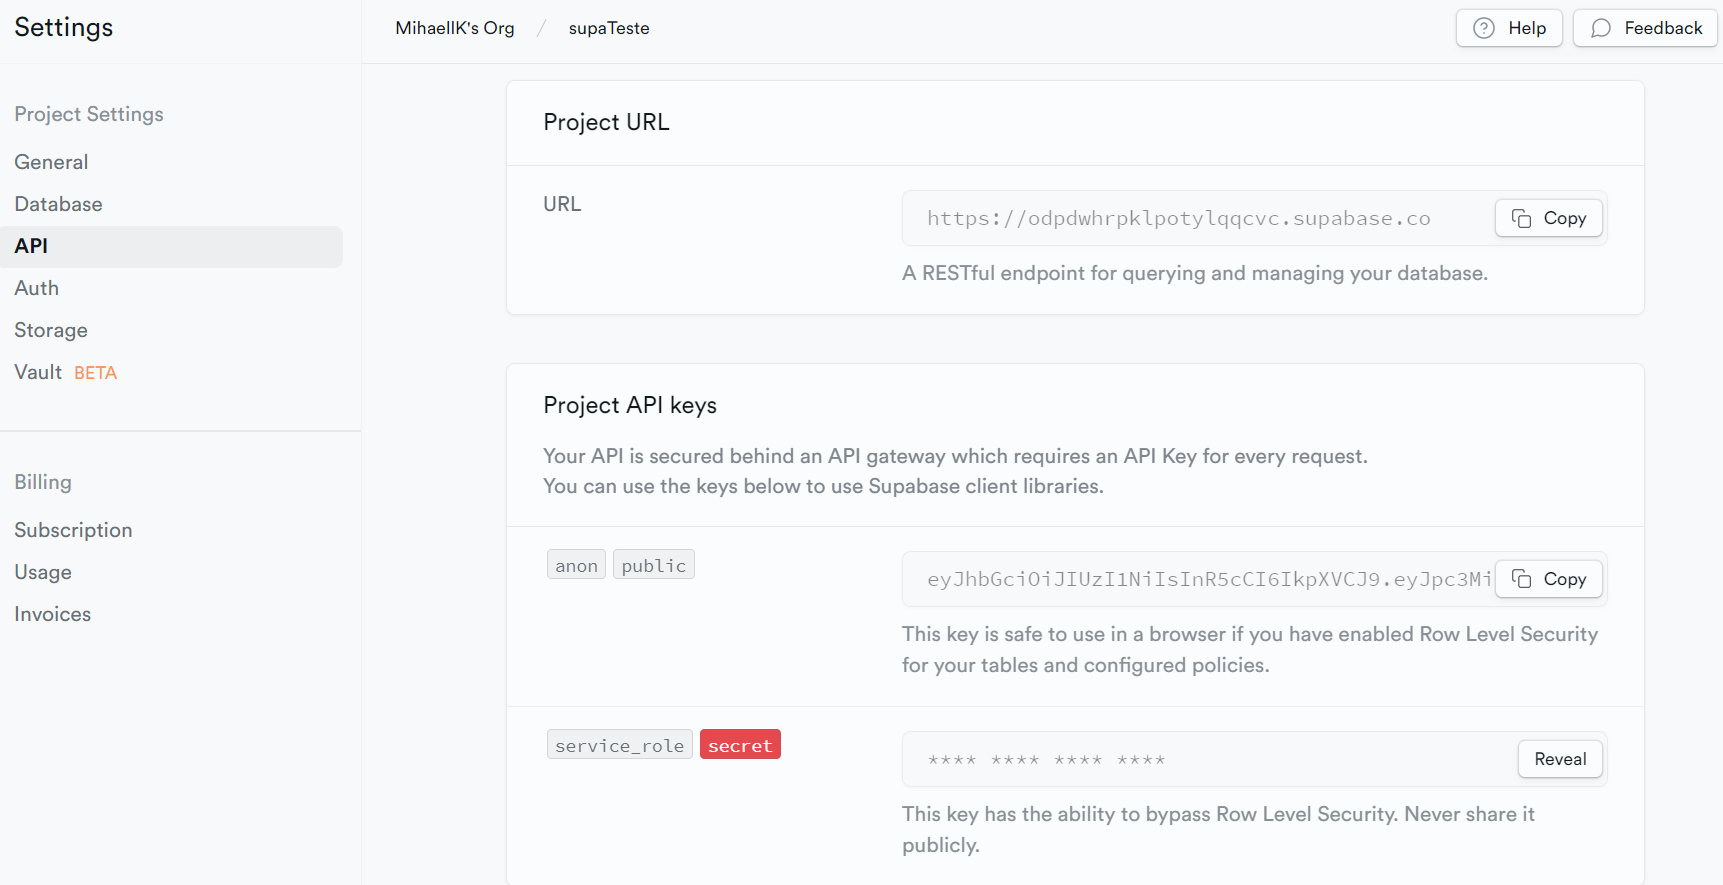 Settings
MihaellK's Org / supaTeste
Help
Feedback
Project Settings
General
Database
API
Auth
Storage
Vault BETA
Billing
Subscription
Usage
Invoices
Project URL
URL
https://odpdwhrpklpotylqqcvc.supabase.co
Copy
A RESTful endpoint for querying and managing your database.
Project API keys
Your API is secured behind an API gateway which requires an API Key for every request.
You can use the keys below to use Supabase client libraries.
anon public
eyJhbGciOiJIUzI1NiIsInR5cCI6IkpXVCJ9.eyJpc3Mi
Copy
This key is safe to use in a browser if you have enabled Row Level Security
for your tables and configured policies.
service_role secret
**** **** **** ****
Reveal
This key has the ability to bypass Row Level Security. Never share it
publicly.